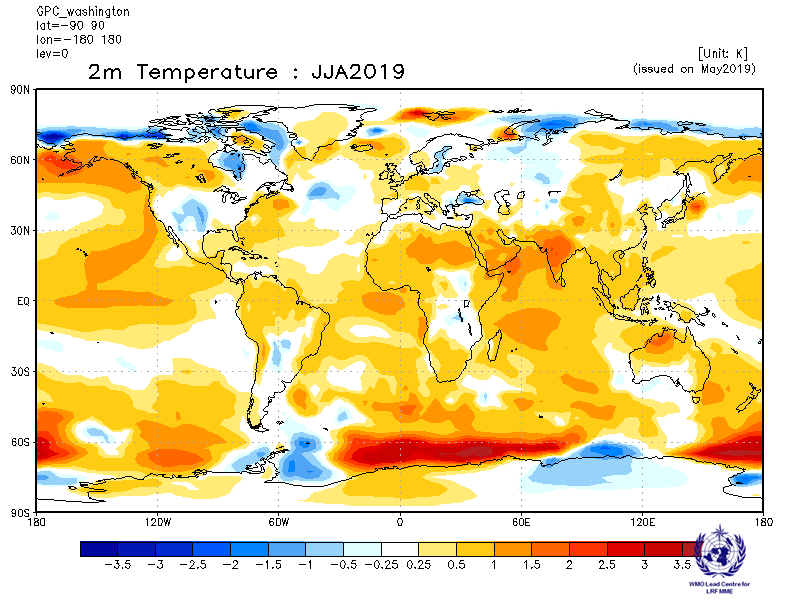 GPC_washington
lat=-90 90
lon=-180 180
lev=0
2m Temperature : JJA2019
[Unit: K]
(issued on May2019)
90N
60N
30N
EQ
30S
60S
90S
180 120W 60W 0 60E 120E 180
-3.5 -3 -2.5 -2 -1.5 -1 -0.5 -0.25 0.25 0.5 1 1.5 2 2.5 3 3.5
WMO Lead Centre for
LRF MME